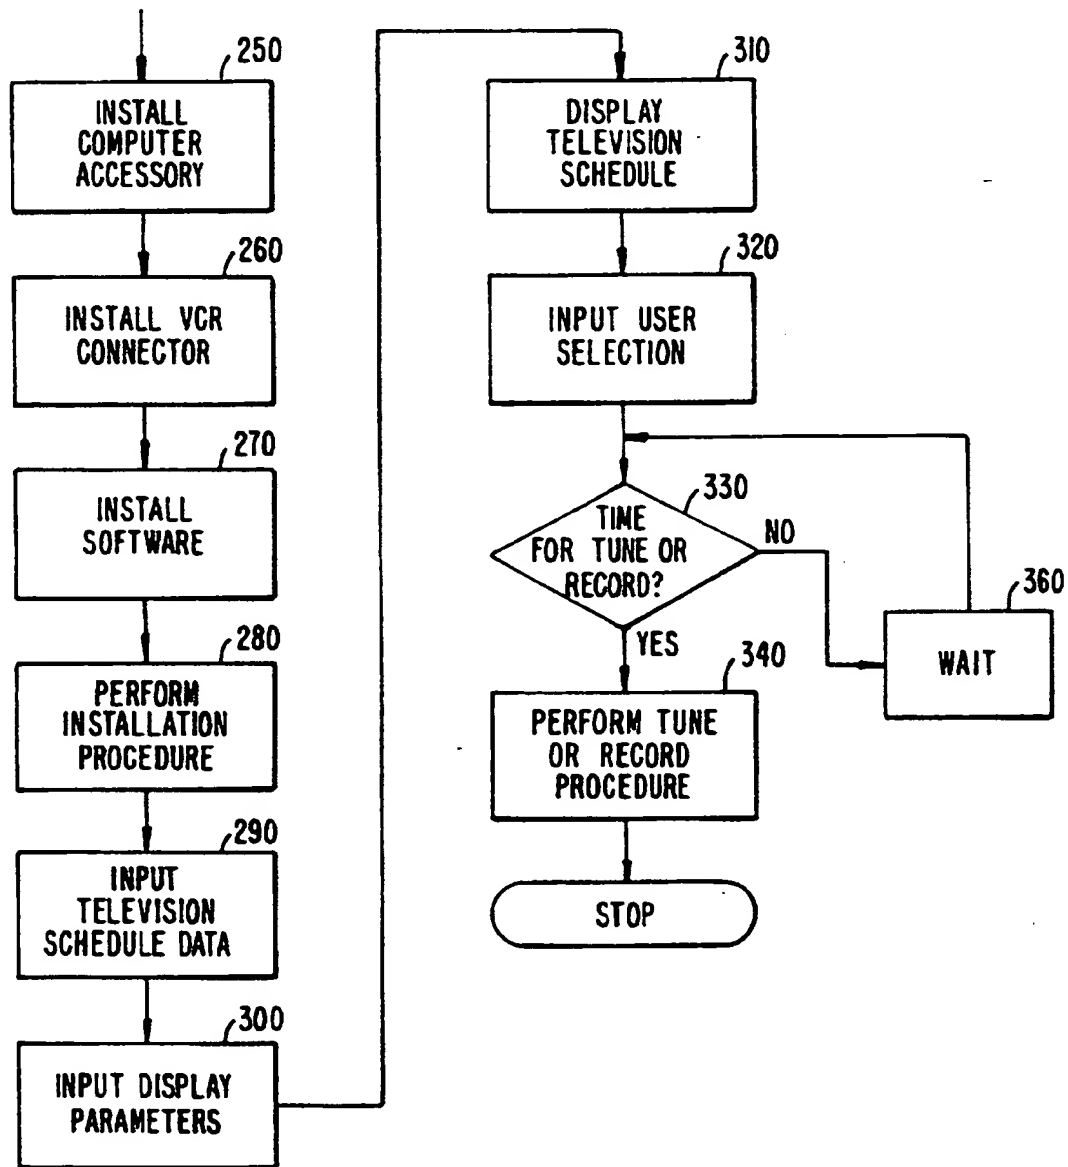 250
INSTALL
COMPUTER
ACCESSORY
260
INSTALL VCR
CONNECTOR
270
INSTALL
SOFTWARE
280
PERFORM
INSTALLATION
PROCEDURE
290
INPUT
TELEVISION
SCHEDULE DATA
300
INPUT DISPLAY
PARAMETERS
310
DISPLAY
TELEVISION
SCHEDULE
320
INPUT USER
SELECTION
330
TIME
FOR TUNE OR
RECORD?
NO
YES
360
WAIT
340
PERFORM TUNE
OR RECORD
PROCEDURE
STOP